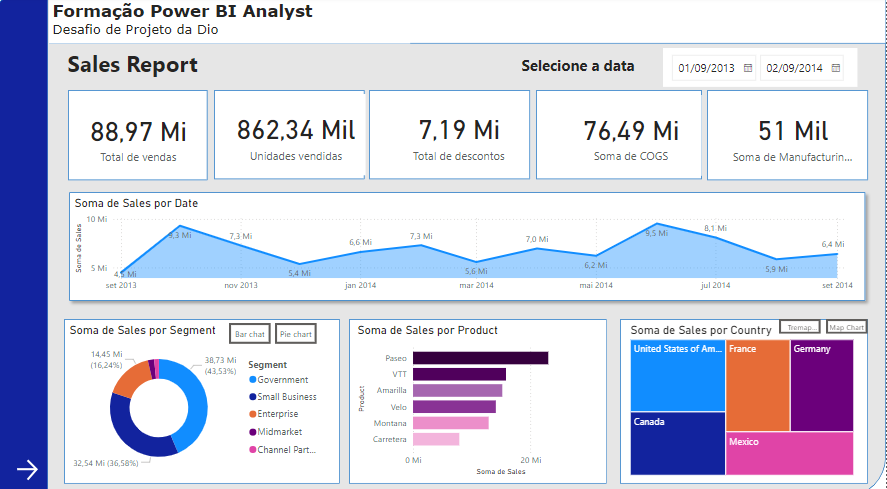 Formação Power BI Analyst
Desafio de Projeto da Dio
Sales Report
Selecione a data
01/09/2013
02/09/2014
88,97 Mi
Total de vendas
862,34 Mil
Unidades vendidas
7,19 Mi
Total de descontos
76,49 Mi
Soma de COGS
51 Mil
Soma de Manufacturin...
Soma de Sales por Date
Soma de Sales
10 Mi
5 Mi
4,5 Mi
9,3 Mi
7,3 Mi
5,4 Mi
6,6 Mi
7,3 Mi
5,6 Mi
7,0 Mi
6,2 Mi
9,5 Mi
8,1 Mi
5,9 Mi
6,4 Mi
set 2013
nov 2013
jan 2014
mar 2014
mai 2014
jul 2014
set 2014
Soma de Sales por Segment
Bar chat
Pie chart
14,45 Mi
(16,24%)
38,73 Mi
(43,53%)
32,54 Mi (36,58%)
Segment
Government
Small Business
Enterprise
Midmarket
Channel Part...
Soma de Sales por Product
Product
Paseo
VTT
Amarilla
Velo
Montana
Carretera
0 Mi
20 Mi
Soma de Sales
Soma de Sales por Country
Tremap...
Map Chart
United States of Am...
France
Germany
Canada
Mexico